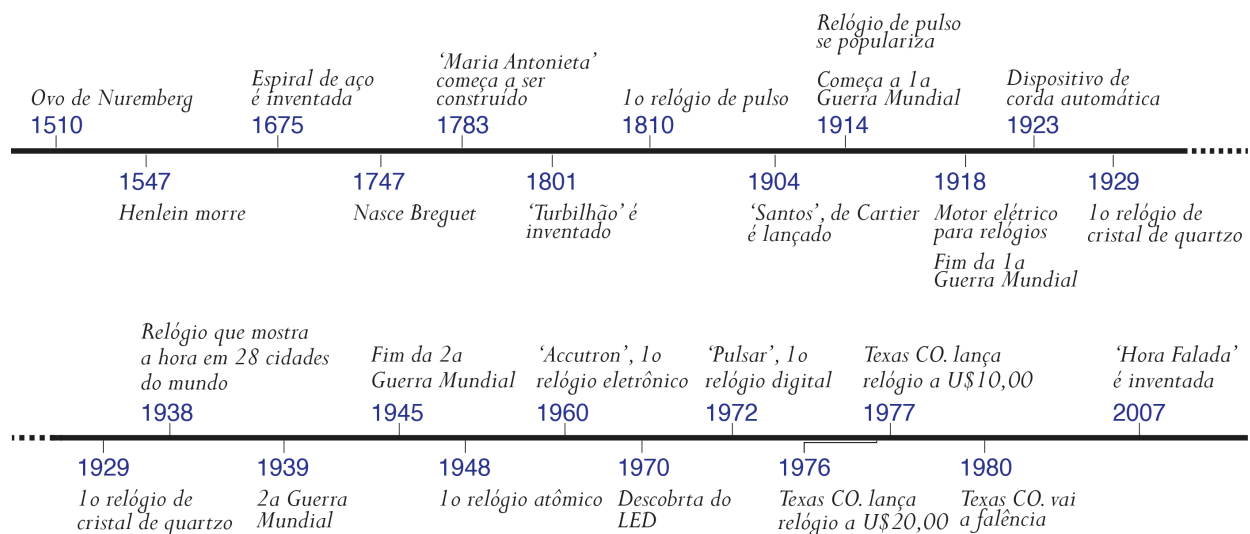 Ovo de Nuremberg
1510
1547
Henlein morre
Espiral de aço
é inventada
1675
1747
Nasce Breguet
‘Maria Antonieta’
começa a ser
construído
1783
1801
‘Turbilhão’ é
inventado
1o relógio de pulso
1810
1904
‘Santos’, de Cartier
é lançado
Relógio de pulso
se populariza
Começa a 1a
Guerra Mundial
1914
1918
Motor elétrico
para relógios
Fim da 1a
Guerra Mundial
Dispositivo de
corda automática
1923
1929
1o relógio de
cristal de quartzo
1929
1o relógio de
cristal de quartzo
Relógio que mostra
a hora em 28 cidades
do mundo
1938
1939
2a Guerra
Mundial
Fim da 2a
Guerra Mundial
1945
1948
1o relógio atômico
‘Accutron’, 1o
relógio eletrônico
1960
1970
Descobrta do
LED
‘Pulsar’, 1o
relógio digital
1972
1976
Texas CO. lança
relógio a U$20,00
Texas CO. lança
relógio a U$10,00
1977
1980
Texas CO. vai
a falência
‘Hora Falada’
é inventada
2007